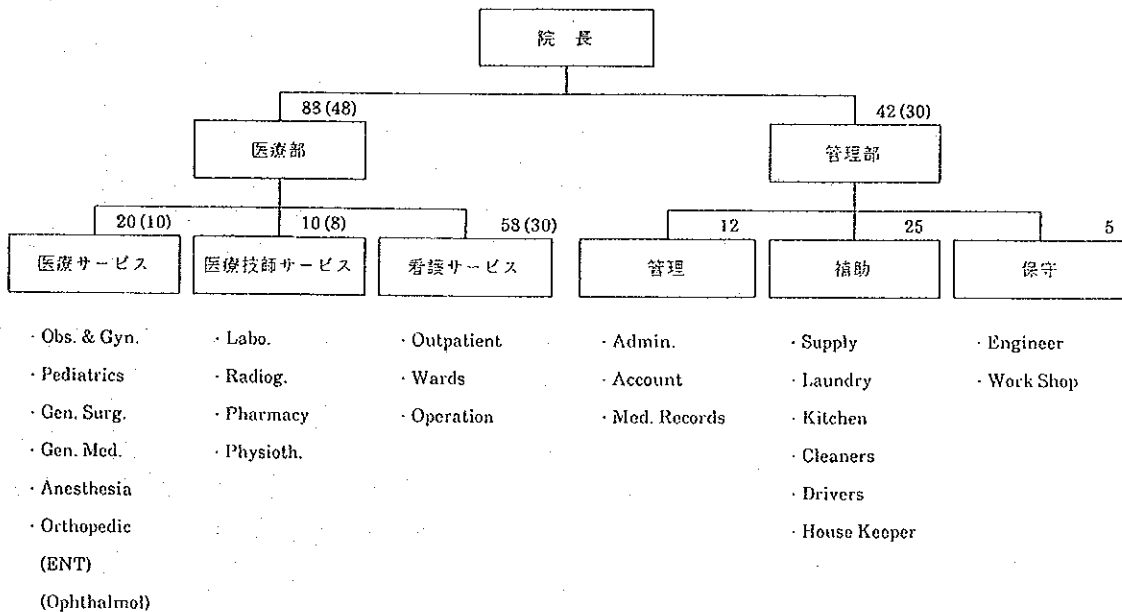 院 長
88 (48)
42 (30)
医療部
管理部
20 (10)
10 (8)
58 (30)
12
25
5
医療サービス
医療技師サービス
看護サービス
管理
補助
保守
· Obs. & Gyn.
· Pediatrics
· Gen. Surg.
· Gen. Med.
· Anesthesia
· Orthopedic
(ENT)
(Ophthalmol)
· Labo.
· Radiog.
· Pharmacy
· Physioth.
· Outpatient
· Wards
· Operation
· Admin.
· Account
· Med. Records
· Supply
· Laundry
· Kitchen
· Cleaners
· Drivers
· House Keeper
· Engineer
· Work Shop